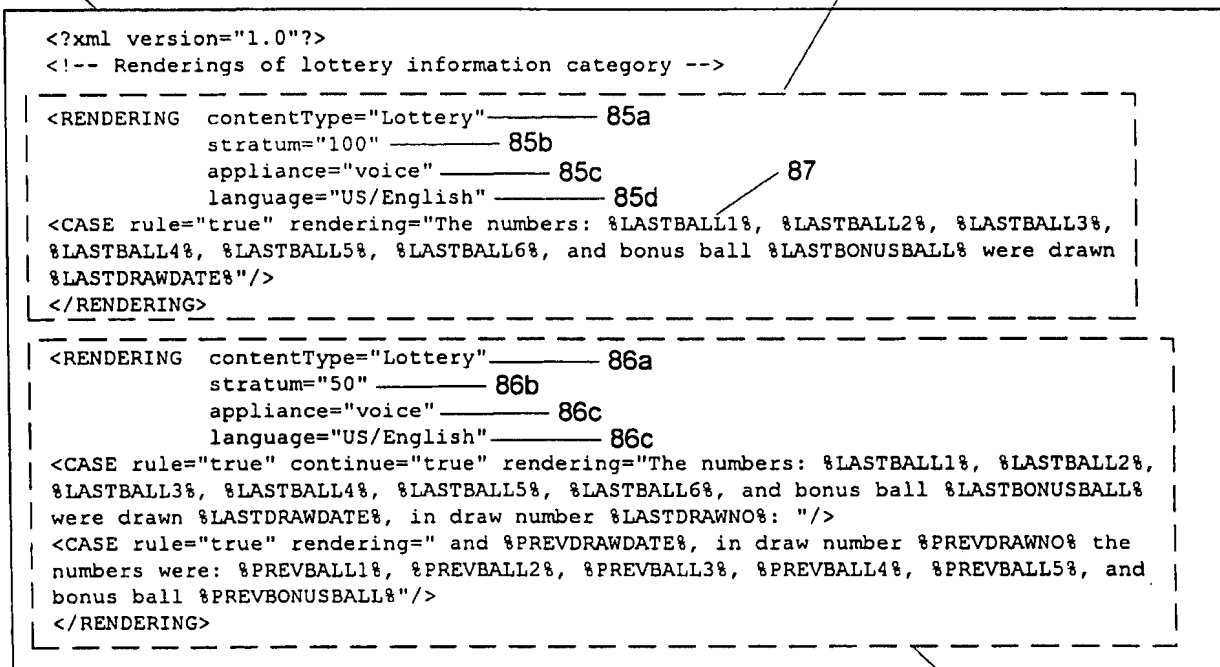 <?xml version="1.0"?>
<!-- Renderings of lottery information category -->
<RENDERING contentType="Lottery" 85a
stratum="100" 85b
appliance="voice" 85c 87
language="US/English" 85d
<CASE rule="true" rendering="The numbers: %LASTBALL1%, %LASTBALL2%, %LASTBALL3%,
%LASTBALL4%, %LASTBALL5%, %LASTBALL6%, and bonus ball %LASTBONUSBALL% were drawn
%LASTDRAWDATE%"/>
</RENDERING>
<RENDERING contentType="Lottery" 86a
stratum="50" 86b
appliance="voice" 86c
language="US/English" 86c
<CASE rule="true" continue="true" rendering="The numbers: %LASTBALL1%, %LASTBALL2%,
%LASTBALL3%, %LASTBALL4%, %LASTBALL5%, %LASTBALL6%, and bonus ball %LASTBONUSBALL%
were drawn %LASTDRAWDATE%, in draw number %LASTDRAWNO%: "/>
<CASE rule="true" rendering=" and %PREVDRAWDATE%, in draw number %PREVDRAWNO% the
numbers were: %PREVBALL1%, %PREVBALL2%, %PREVBALL3%, %PREVBALL4%, %PREVBALL5%, and
bonus ball %PREVBONUSBALL%"/>
</RENDERING>